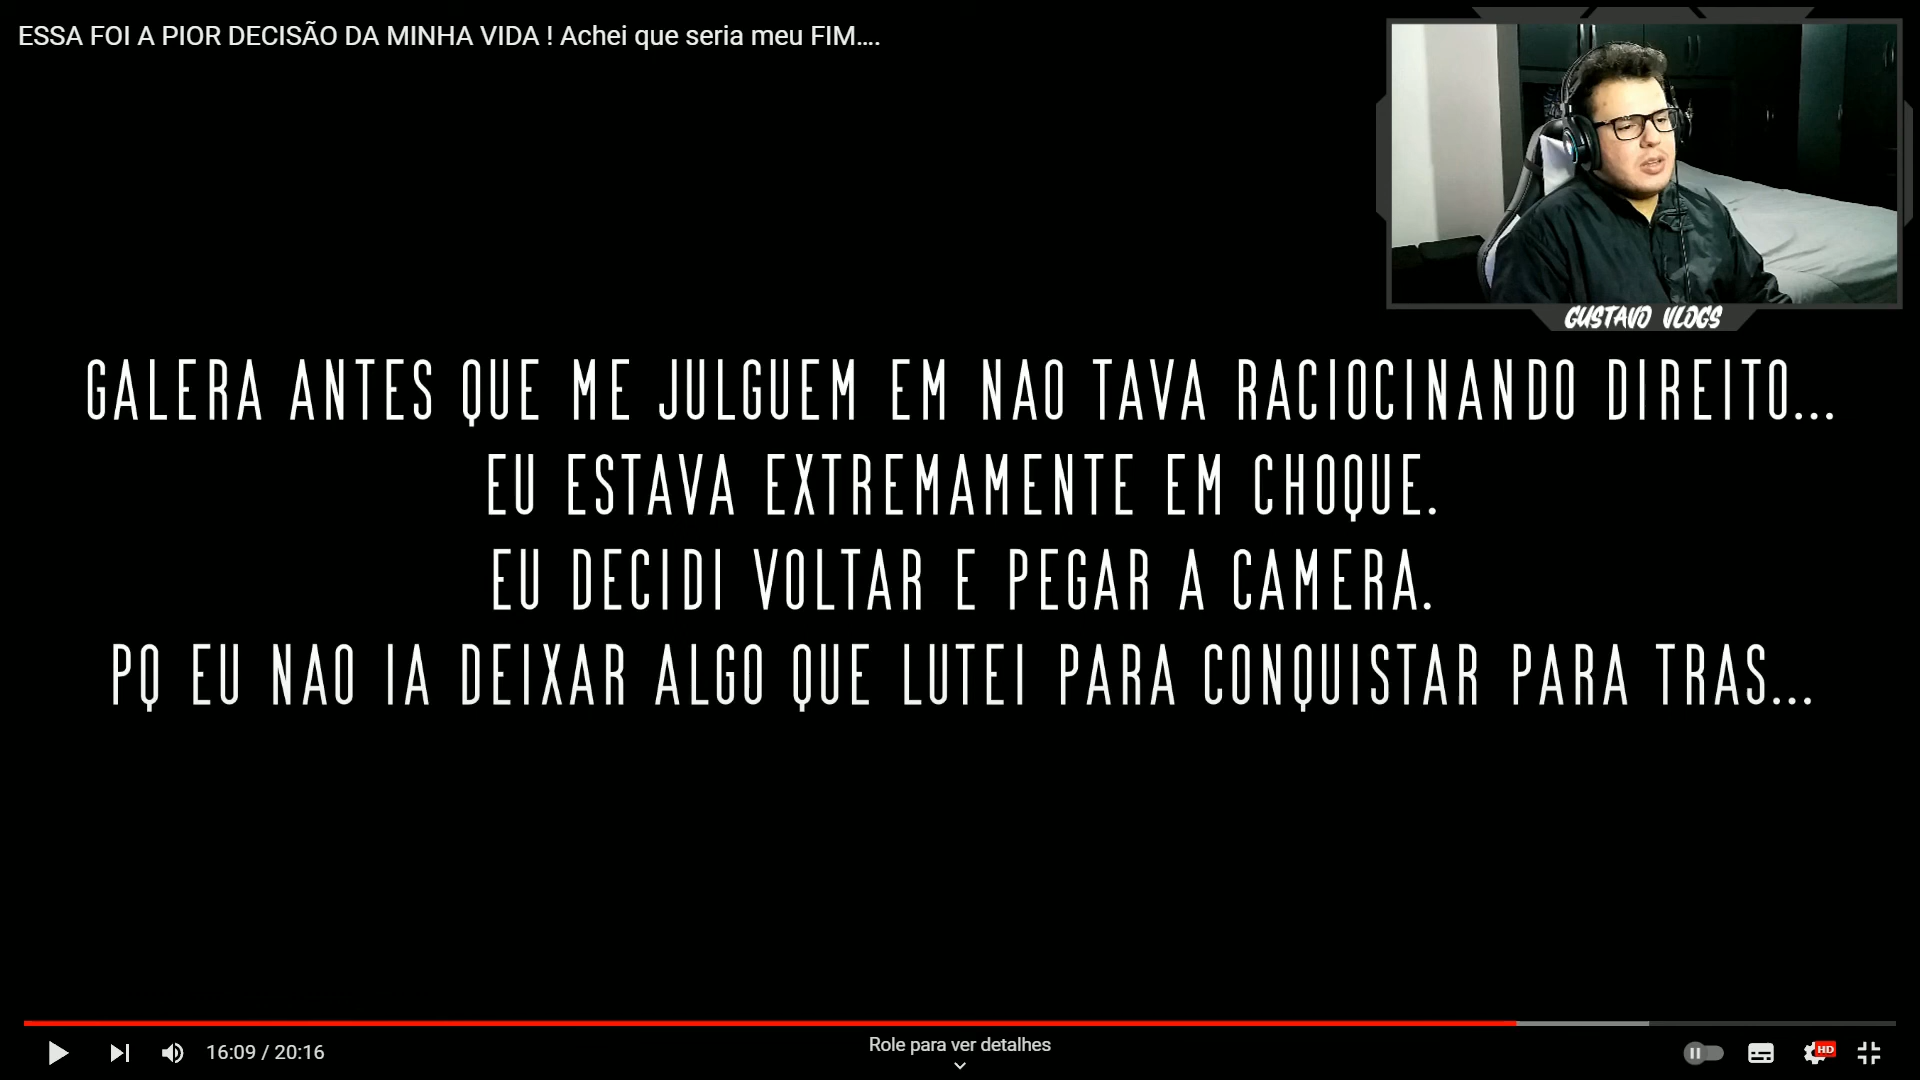 ESSA FOI A PIOR DECISÃO DA MINHA VIDA ! Achei que seria meu FIM....
GUSTAVO VLOGS
GALERA ANTES QUE ME JULGUEM EM NAO TAVA RACIOCINANDO DIREITO...
EU ESTAVA EXTREMAMENTE EM CHOQUE.
EU DECIDI VOLTAR E PEGAR A CAMERA.
PQ EU NAO IA DEIXAR ALGO QUE LUTEI PARA CONQUISTAR PARA TRAS...
16:09 / 20:16
Role para ver detalhes
HD